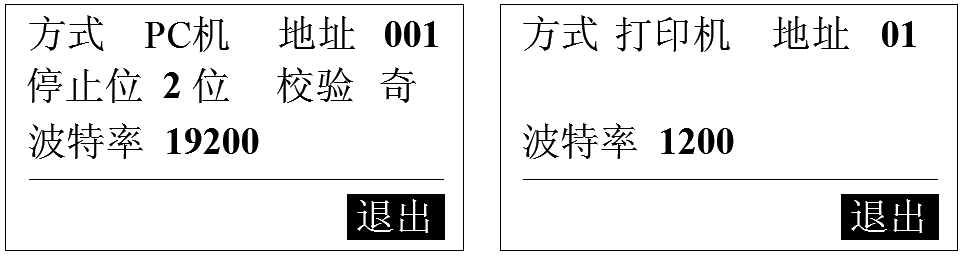 方式 PC机 地址 001
停止位 2 位 校验 奇
波特率 19200
退出
方式 打印机 地址 01
波特率 1200
退出